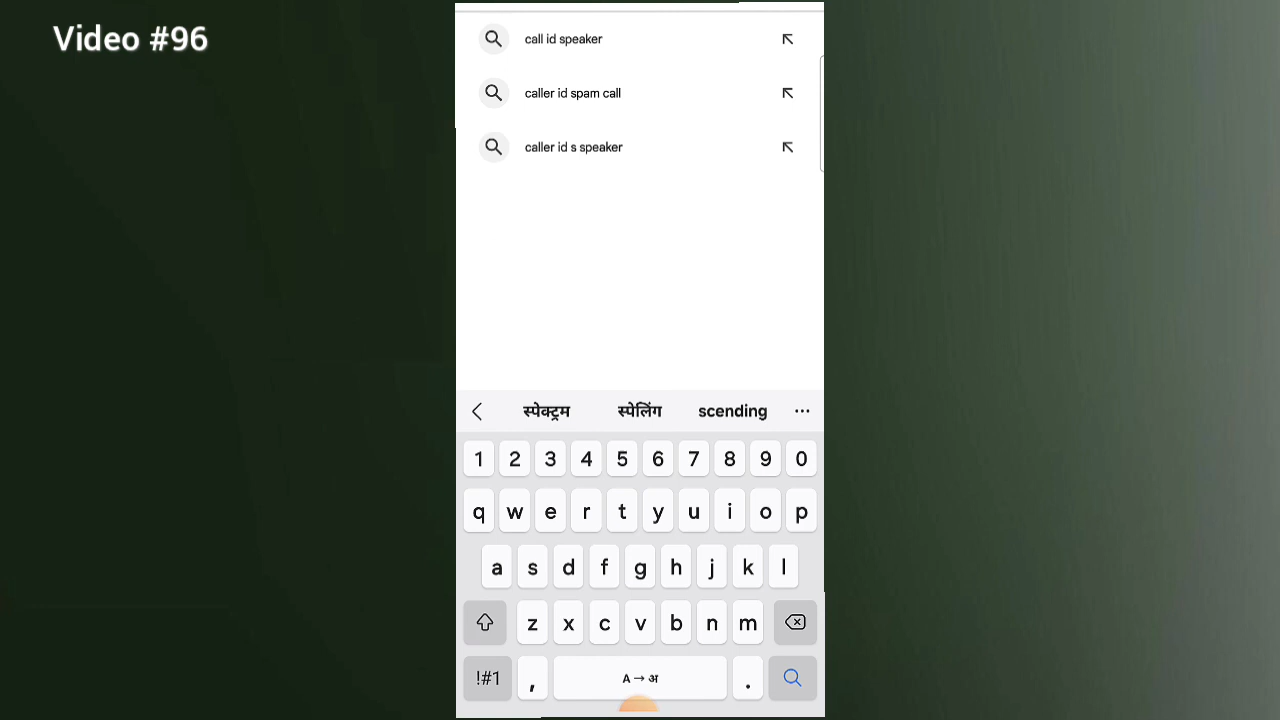 Video #96
call id speaker
caller id spam call
caller id s speaker
स्पेक्ट्रम स्पेलिंग scending ...
1 2 3 4 5 6 7 8 9 0
q w e r t y u i o p
a s d f g h j k l
z x c v b n m
!#1 , A → अ .